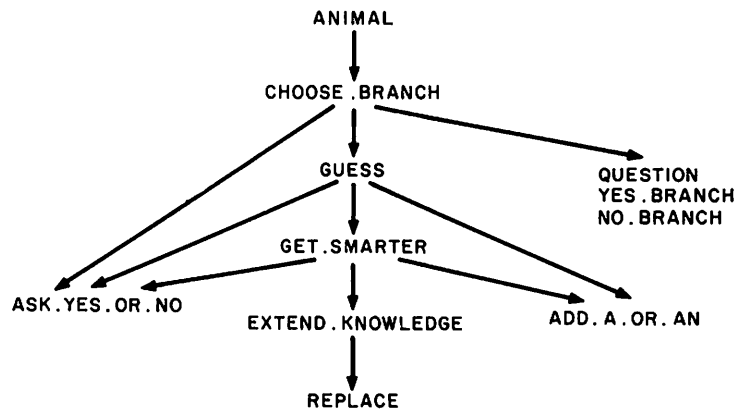 ANIMAL
CHOOSE.BRANCH
GUESS
QUESTION
YES.BRANCH
NO.BRANCH
GET.SMARTER
ASK.YES.OR.NO
EXTEND.KNOWLEDGE
ADD.A.OR.AN
REPLACE